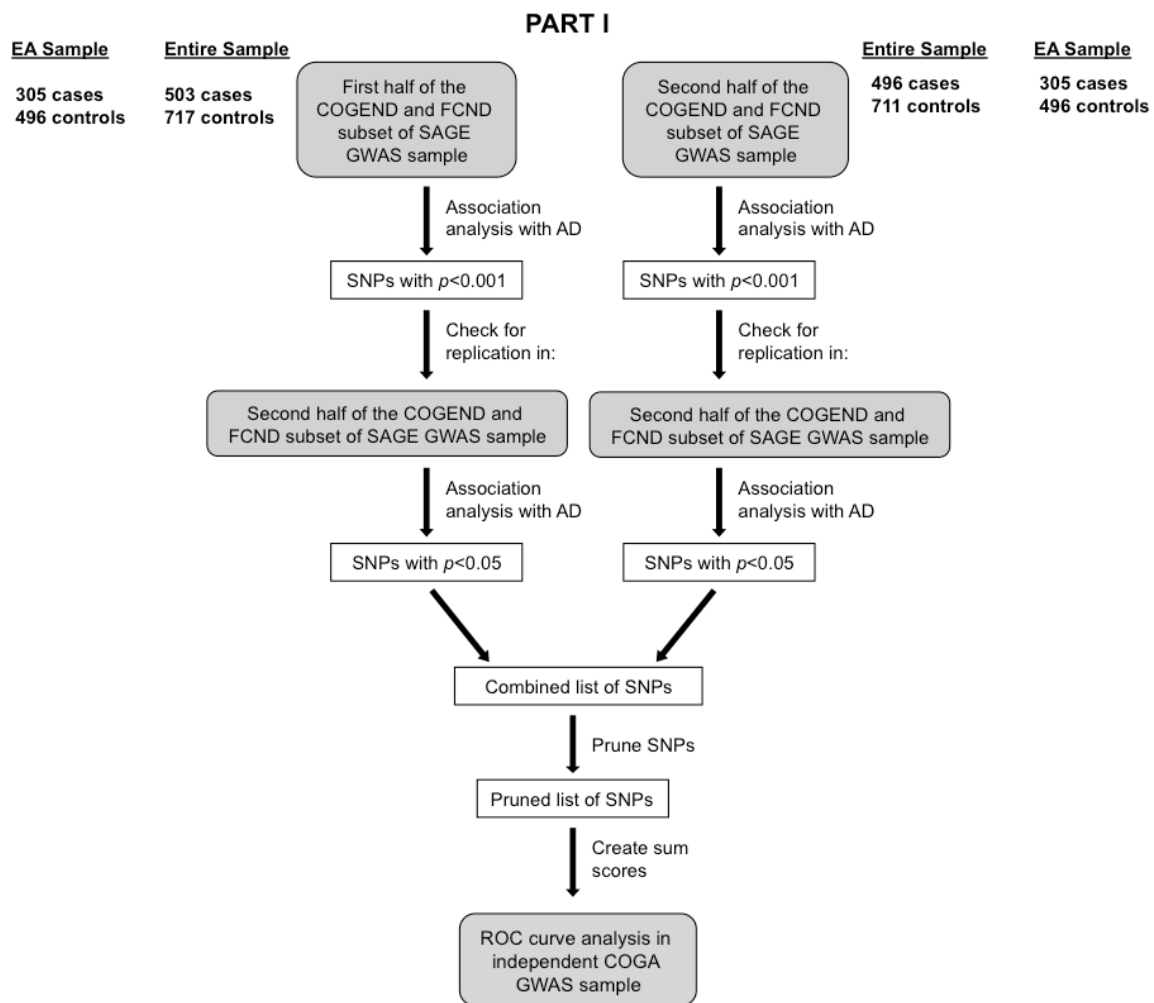 PART I
EA Sample
305 cases
496 controls
Entire Sample
503 cases
717 controls
First half of the
COGEND and FCND
subset of SAGE
GWAS sample
Second half of the
COGEND and FCND
subset of SAGE
GWAS sample
Entire Sample
496 cases
711 controls
EA Sample
305 cases
496 controls
Association
analysis with AD
Association
analysis with AD
SNPs with p<0.001
SNPs with p<0.001
Check for
replication in:
Check for
replication in:
Second half of the COGEND and
FCND subset of SAGE GWAS sample
Second half of the COGEND and
FCND subset of SAGE GWAS sample
Association
analysis with AD
Association
analysis with AD
SNPs with p<0.05
SNPs with p<0.05
Combined list of SNPs
Prune SNPs
Pruned list of SNPs
Create sum
scores
ROC curve analysis in
independent COGA
GWAS sample